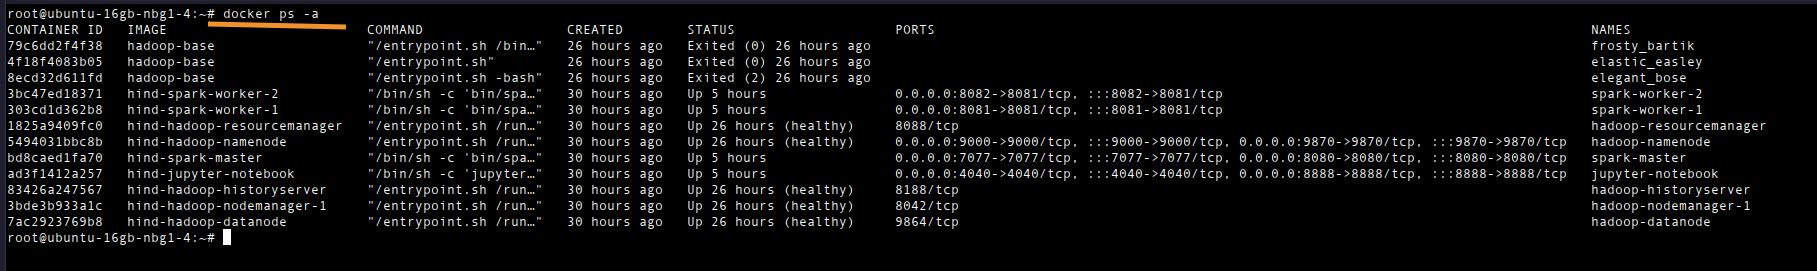 root@ubuntu-16gb-nbg1-4:~# docker ps -a
CONTAINER ID   IMAGE                         COMMAND                  CREATED        STATUS                    PORTS                                                                                  NAMES
79c6dd2f4f38   hadoop-base                   "/entrypoint.sh /bin…"   26 hours ago   Exited (0) 26 hours ago                                                                                          frosty_bartik
4f18f4083b05   hadoop-base                   "/entrypoint.sh"         26 hours ago   Exited (0) 26 hours ago                                                                                          elastic_easley
8ecd32d611fd   hadoop-base                   "/entrypoint.sh -bash"   26 hours ago   Exited (2) 26 hours ago                                                                                          elegant_bose
3bc47ed18371   hind-spark-worker-2           "/bin/sh -c 'bin/spa…"   30 hours ago   Up 5 hours                0.0.0.0:8082->8081/tcp, :::8082->8081/tcp                                              spark-worker-2
303cd1d362b8   hind-spark-worker-1           "/bin/sh -c 'bin/spa…"   30 hours ago   Up 5 hours                0.0.0.0:8081->8081/tcp, :::8081->8081/tcp                                              spark-worker-1
1825a9409fc0   hind-hadoop-resourcemanager   "/entrypoint.sh /run…"   30 hours ago   Up 26 hours (healthy)     8088/tcp                                                                               hadoop-resourcemanager
5494031bbc8b   hind-hadoop-namenode          "/entrypoint.sh /run…"   30 hours ago   Up 26 hours (healthy)     0.0.0.0:9000->9000/tcp, :::9000->9000/tcp, 0.0.0.0:9870->9870/tcp, :::9870->9870/tcp   hadoop-namenode
bd8caed1fa70   hind-spark-master             "/bin/sh -c 'bin/spa…"   30 hours ago   Up 5 hours                0.0.0.0:7077->7077/tcp, :::7077->7077/tcp, 0.0.0.0:8080->8080/tcp, :::8080->8080/tcp   spark-master
ad3f1412a257   hind-jupyter-notebook         "/bin/sh -c 'jupyter…"   30 hours ago   Up 5 hours                0.0.0.0:4040->4040/tcp, :::4040->4040/tcp, 0.0.0.0:8888->8888/tcp, :::8888->8888/tcp   jupyter-notebook
83426a247567   hind-hadoop-historyserver     "/entrypoint.sh /run…"   30 hours ago   Up 26 hours (healthy)     8188/tcp                                                                               hadoop-historyserver
3bde3b933a1c   hind-hadoop-nodemanager-1     "/entrypoint.sh /run…"   30 hours ago   Up 26 hours (healthy)     8042/tcp                                                                               hadoop-nodemanager-1
7ac2923769b8   hind-hadoop-datanode          "/entrypoint.sh /run…"   30 hours ago   Up 26 hours (healthy)     9864/tcp                                                                               hadoop-datanode
root@ubuntu-16gb-nbg1-4:~#